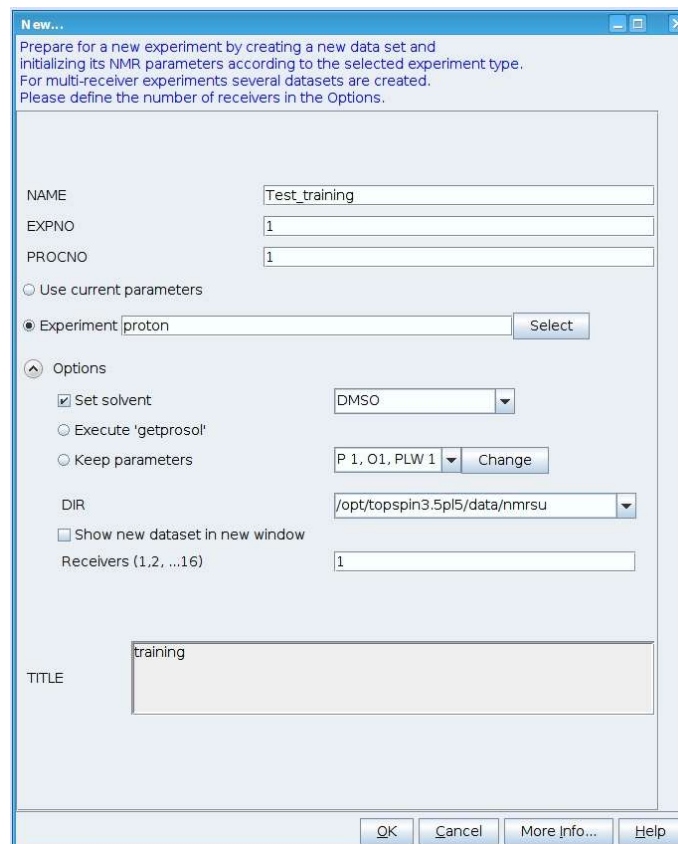 New...
Prepare for a new experiment by creating a new data set and
initializing its NMR parameters according to the selected experiment type.
For multi-receiver experiments several datasets are created.
Please define the number of receivers in the Options.
NAME Test_training
EXPNO 1
PROCNO 1
Use current parameters
Experiment proton Select
Options
Set solvent DMSO
Execute 'getprosol'
Keep parameters P 1, O1, PLW 1 Change
DIR /opt/topspin3.5pl5/data/nmrsu
Show new dataset in new window
Receivers (1,2, ...16) 1
training
TITLE
OK Cancel More Info... Help